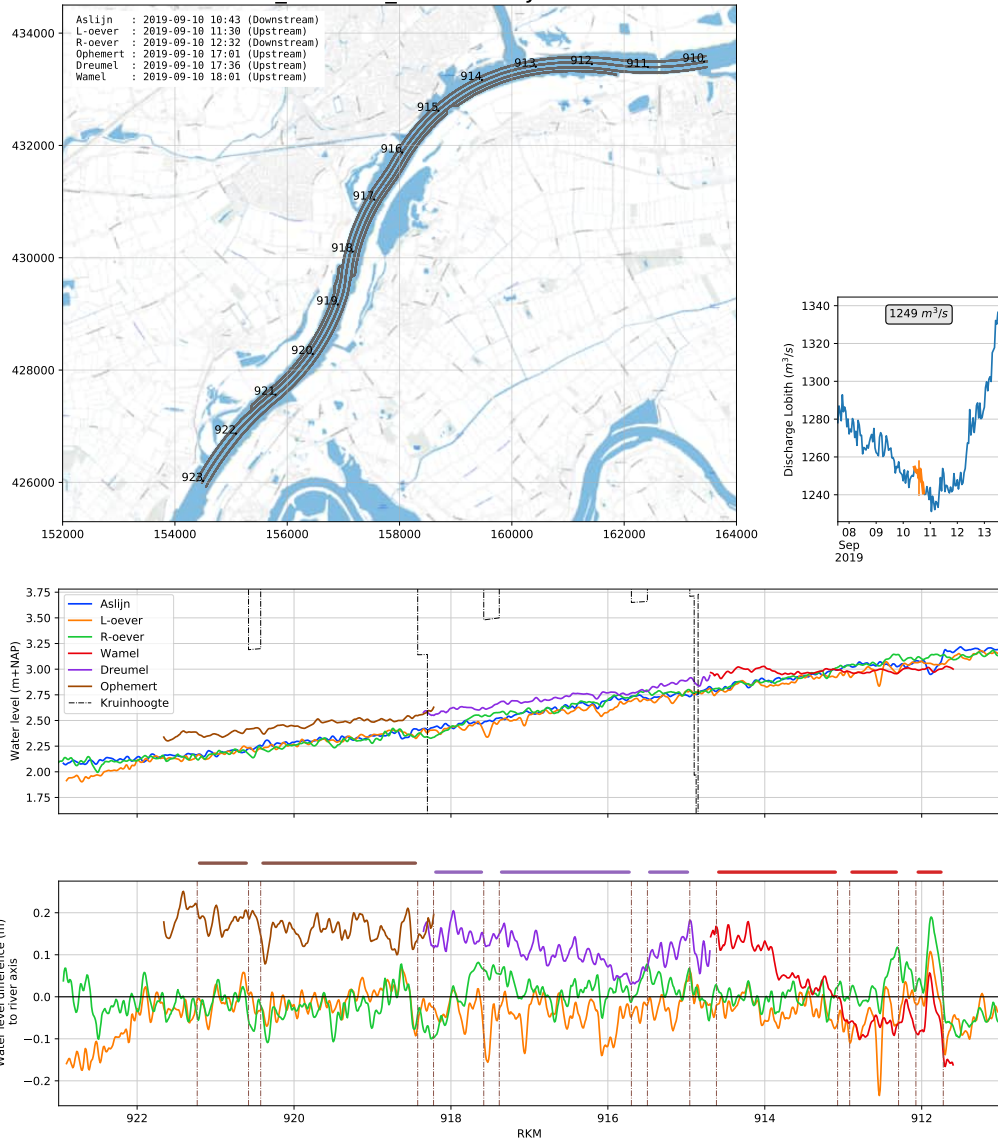 Aslijn : 2019-09-10 10:43 (Downstream)
L-oever : 2019-09-10 11:30 (Upstream)
R-oever : 2019-09-10 12:32 (Downstream)
Ophemert : 2019-09-10 17:01 (Upstream)
Dreumel : 2019-09-10 17:36 (Upstream)
Wamel : 2019-09-10 18:01 (Upstream)
434000
432000
430000
428000
426000
910
911
912
913
914
915
916
917
918
919
920
921
922
923
152000 154000 156000 158000 160000 162000 164000
1249 m³/s
Discharge Lobith (m³/s)
1340
1320
1300
1280
1260
1240
08 09 10 11 12 13
Sep
2019
Water level (m+NAP)
3.75
3.50
3.25
3.00
2.75
2.50
2.25
2.00
1.75
Aslijn
L-oever
R-oever
Wamel
Dreumel
Ophemert
Kruinhoogte
to river axis
0.2
0.1
0.0
−0.1
−0.2
922 920 918 916 914 912
RKM